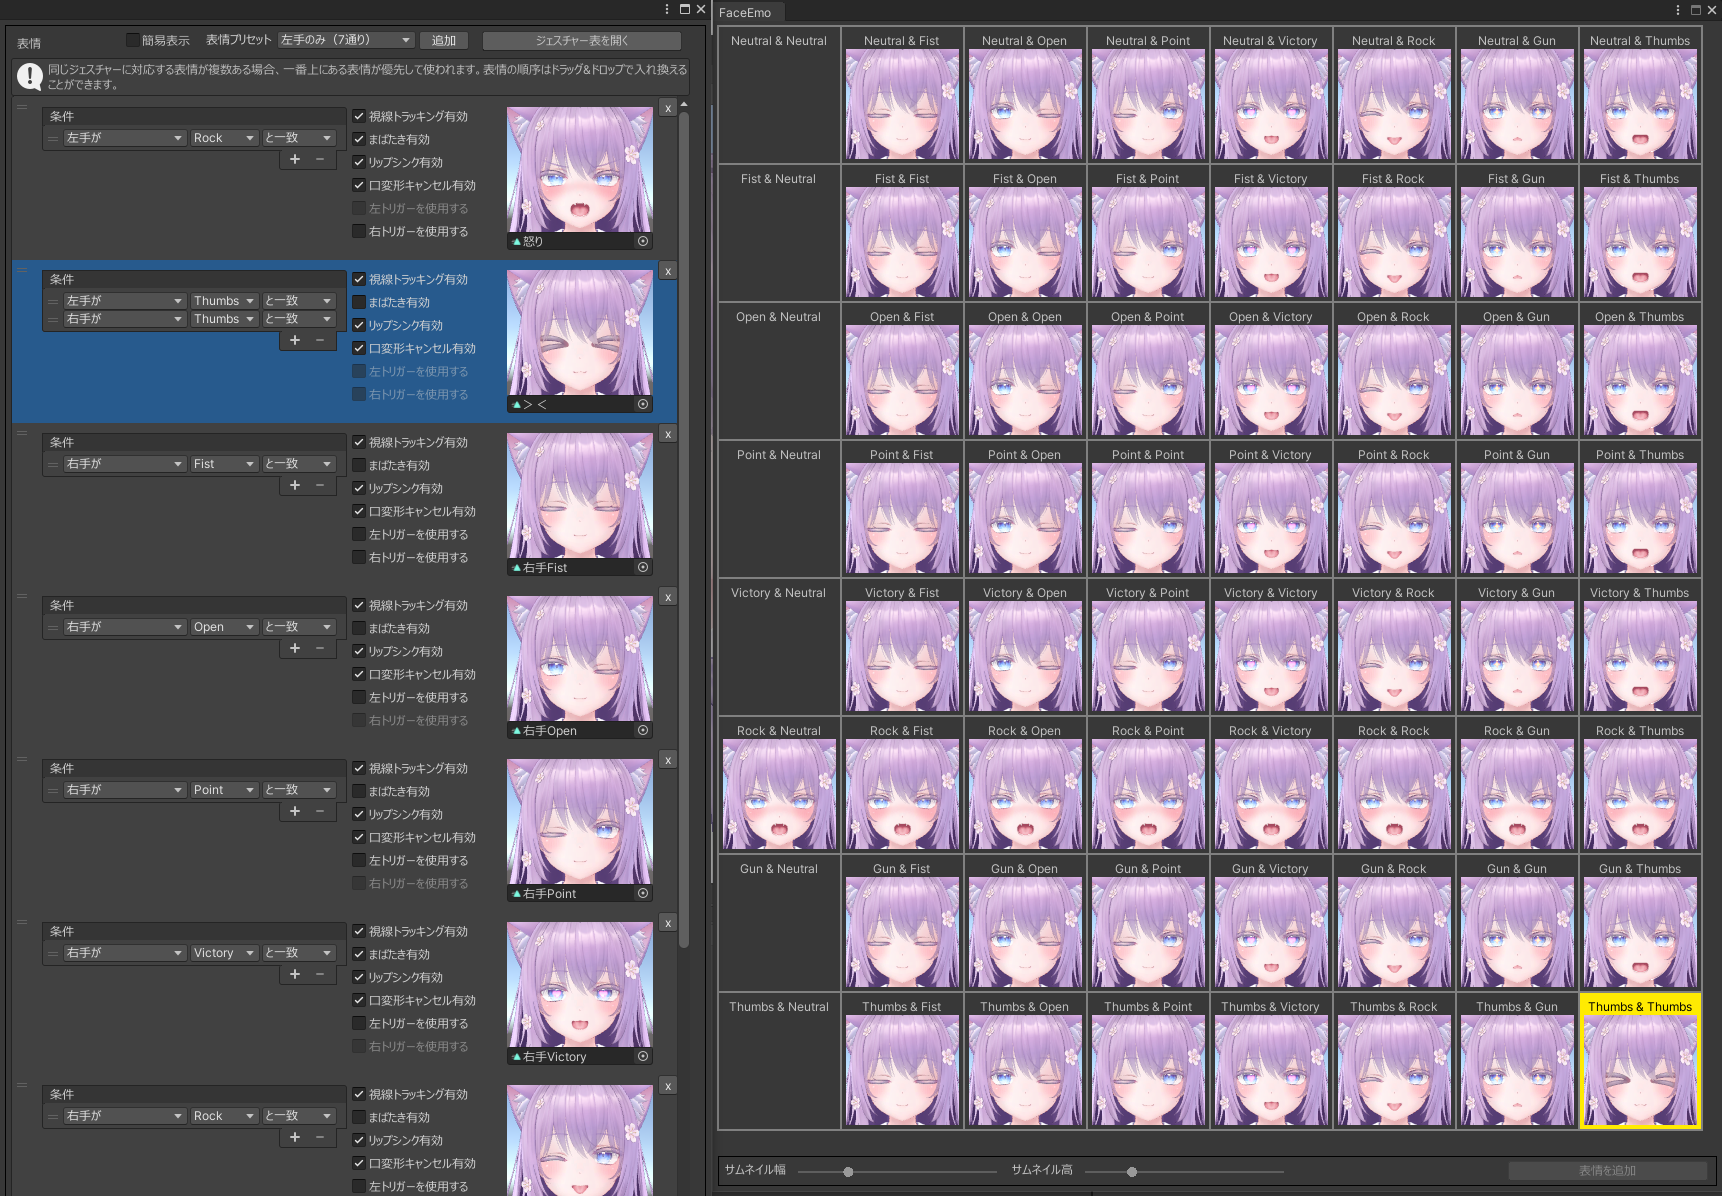 表情
簡易表示
表情プリセット
左手のみ（7通り）
追加
ジェスチャー表を開く
同じジェスチャーに対応する表情が複数ある場合、一番上にある表情が優先して使われます。表情の順序はドラッグ&ドロップで入れ換える
ことができます。
条件
左手が Rock と一致
+ −
視線トラッキング有効
まばたき有効
リップシンク有効
口変形キャンセル有効
左トリガーを使用する
右トリガーを使用する
怒り
x
条件
左手が Thumbs と一致
右手が Thumbs と一致
+ −
視線トラッキング有効
まばたき有効
リップシンク有効
口変形キャンセル有効
左トリガーを使用する
右トリガーを使用する
＞＜
x
条件
右手が Fist と一致
+ −
視線トラッキング有効
まばたき有効
リップシンク有効
口変形キャンセル有効
左トリガーを使用する
右トリガーを使用する
右手Fist
x
条件
右手が Open と一致
+ −
視線トラッキング有効
まばたき有効
リップシンク有効
口変形キャンセル有効
左トリガーを使用する
右トリガーを使用する
右手Open
x
条件
右手が Point と一致
+ −
視線トラッキング有効
まばたき有効
リップシンク有効
口変形キャンセル有効
左トリガーを使用する
右トリガーを使用する
右手Point
x
条件
右手が Victory と一致
+ −
視線トラッキング有効
まばたき有効
リップシンク有効
口変形キャンセル有効
左トリガーを使用する
右トリガーを使用する
右手Victory
x
条件
右手が Rock と一致
+ −
視線トラッキング有効
まばたき有効
リップシンク有効
口変形キャンセル有効
左トリガーを使用する
x
FaceEmo
Neutral & Neutral
Neutral & Fist
Neutral & Open
Neutral & Point
Neutral & Victory
Neutral & Rock
Neutral & Gun
Neutral & Thumbs
Fist & Neutral
Fist & Fist
Fist & Open
Fist & Point
Fist & Victory
Fist & Rock
Fist & Gun
Fist & Thumbs
Open & Neutral
Open & Fist
Open & Open
Open & Point
Open & Victory
Open & Rock
Open & Gun
Open & Thumbs
Point & Neutral
Point & Fist
Point & Open
Point & Point
Point & Victory
Point & Rock
Point & Gun
Point & Thumbs
Victory & Neutral
Victory & Fist
Victory & Open
Victory & Point
Victory & Victory
Victory & Rock
Victory & Gun
Victory & Thumbs
Rock & Neutral
Rock & Fist
Rock & Open
Rock & Point
Rock & Victory
Rock & Rock
Rock & Gun
Rock & Thumbs
Gun & Neutral
Gun & Fist
Gun & Open
Gun & Point
Gun & Victory
Gun & Rock
Gun & Gun
Gun & Thumbs
Thumbs & Neutral
Thumbs & Fist
Thumbs & Open
Thumbs & Point
Thumbs & Victory
Thumbs & Rock
Thumbs & Gun
Thumbs & Thumbs
サムネイル幅
サムネイル高
表情を追加